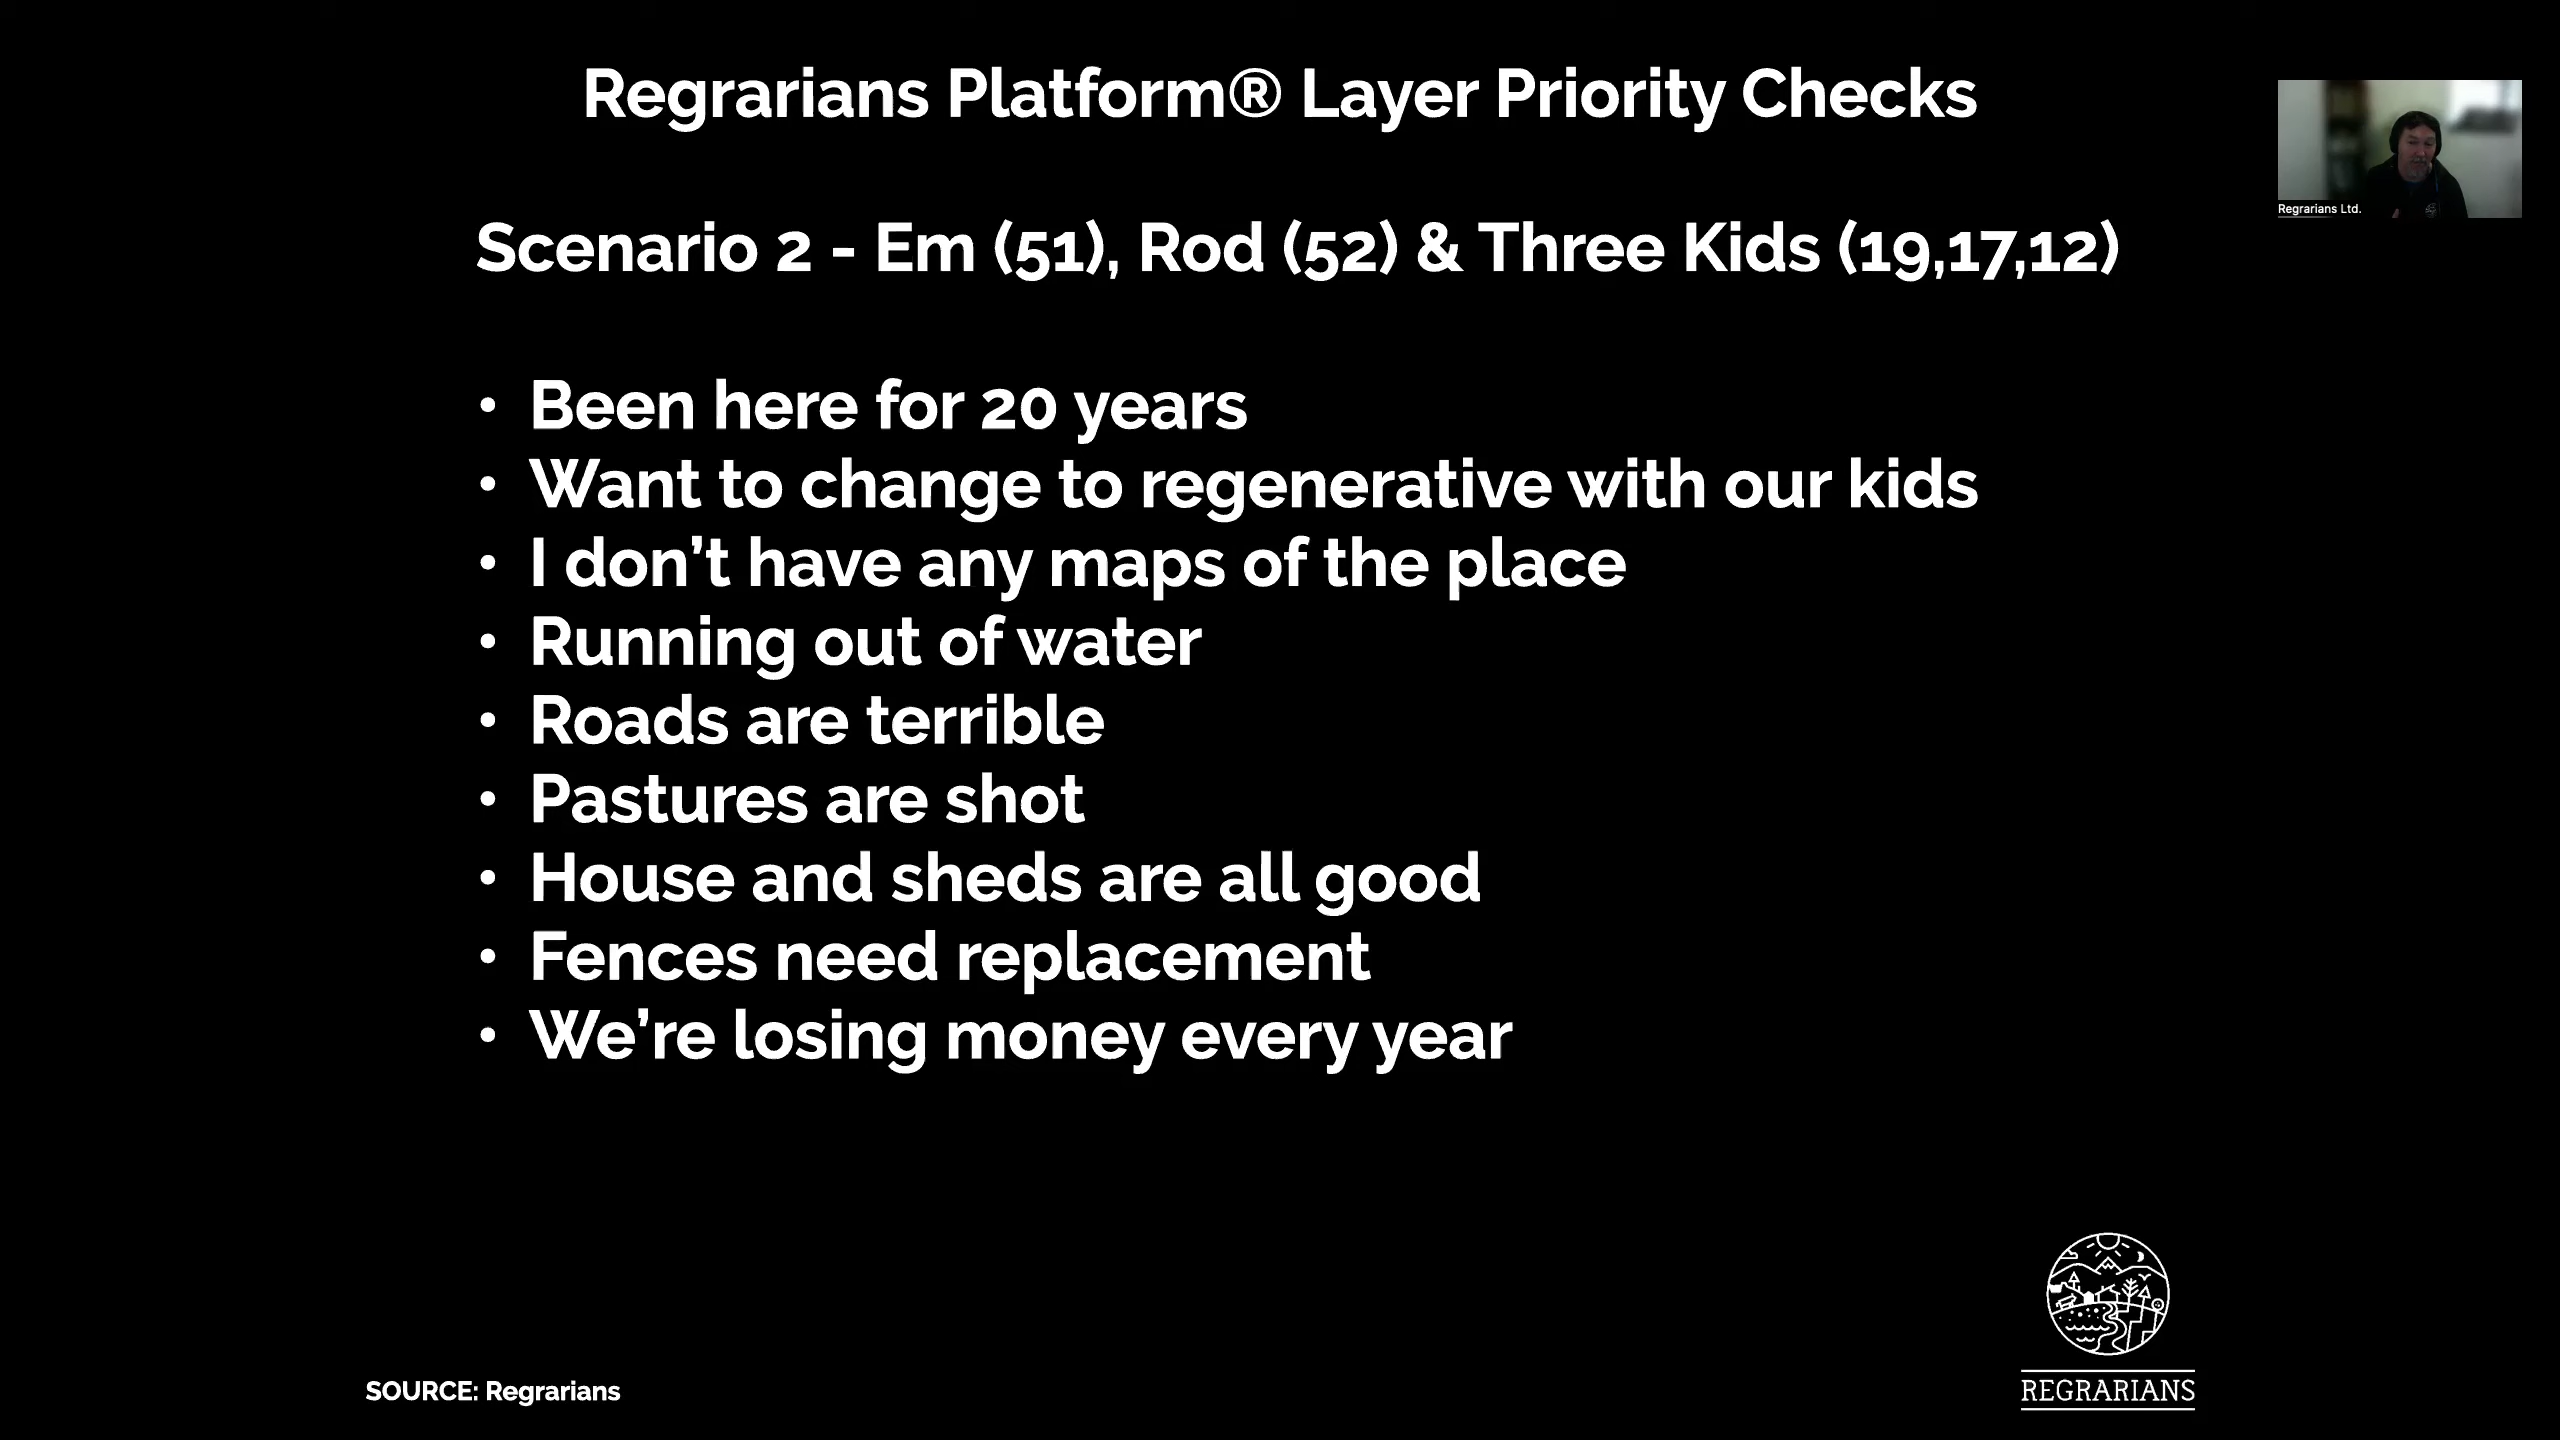 Regrarians Platform® Layer Priority Checks
Regrarians Ltd.
Scenario 2 - Em (51), Rod (52) & Three Kids (19,17,12)
• Been here for 20 years
• Want to change to regenerative with our kids
• I don’t have any maps of the place
• Running out of water
• Roads are terrible
• Pastures are shot
• House and sheds are all good
• Fences need replacement
• We’re losing money every year
SOURCE: Regrarians
REGRARIANS